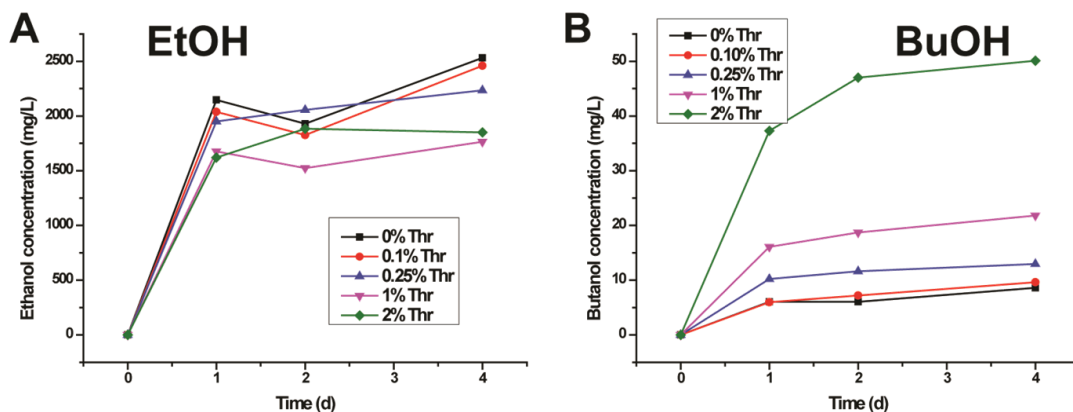 A
EtOH
2500
2000
1500
1000
500
0
Ethanol concentration (mg/L)
0% Thr
0.1% Thr
0.25% Thr
1% Thr
2% Thr
0
1
2
3
4
Time (d)
B
BuOH
0% Thr
0.10% Thr
0.25% Thr
1% Thr
2% Thr
50
40
30
20
10
0
Butanol concentration (mg/L)
0
1
2
3
4
Time (d)